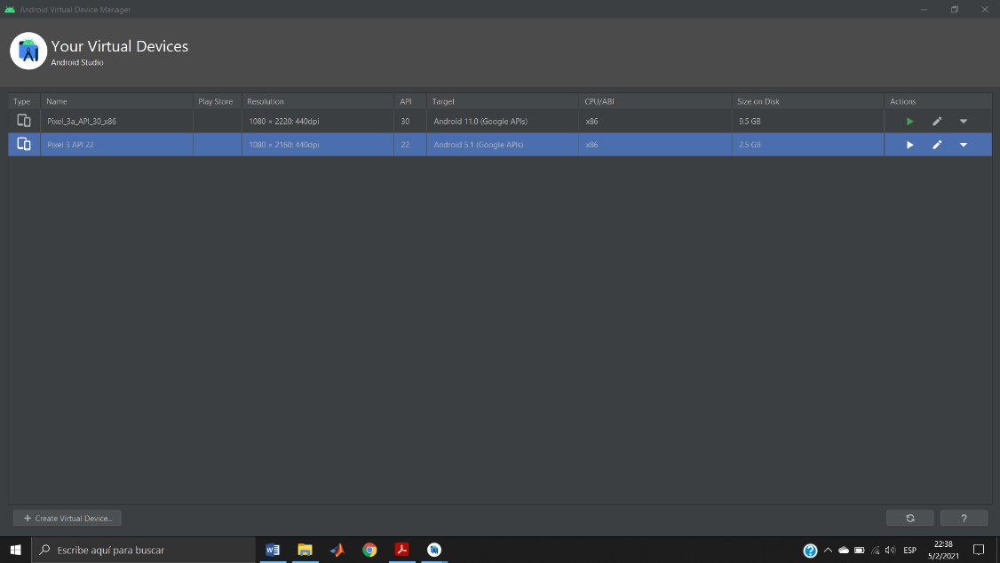 Android Virtual Device Manager
Your Virtual Devices
Android Studio
Type Name Play Store Resolution API Target CPU/ABI Size on Disk Actions
Pixel_3a_API_30_x86 1080 × 2220: 440dpi 30 Android 11.0 (Google APIs) x86 9.5 GB
Pixel 3 API 22 1080 × 2160: 440dpi 22 Android 5.1 (Google APIs) x86 2.5 GB
+ Create Virtual Device...
?
Escribe aquí para buscar
ESP
22:38
5/2/2021